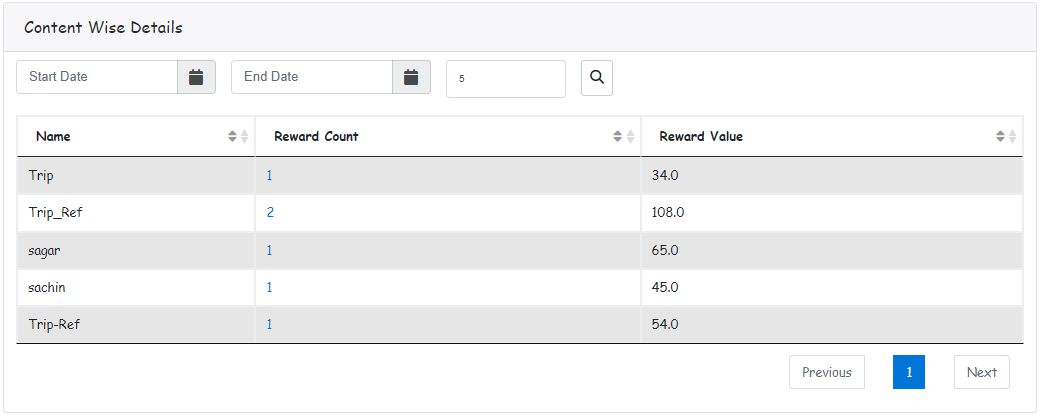 Content Wise Details
Start Date End Date 5
Name Reward Count Reward Value
Trip 1 34.0
Trip_Ref 2 108.0
sagar 1 65.0
sachin 1 45.0
Trip-Ref 1 54.0
Previous 1 Next